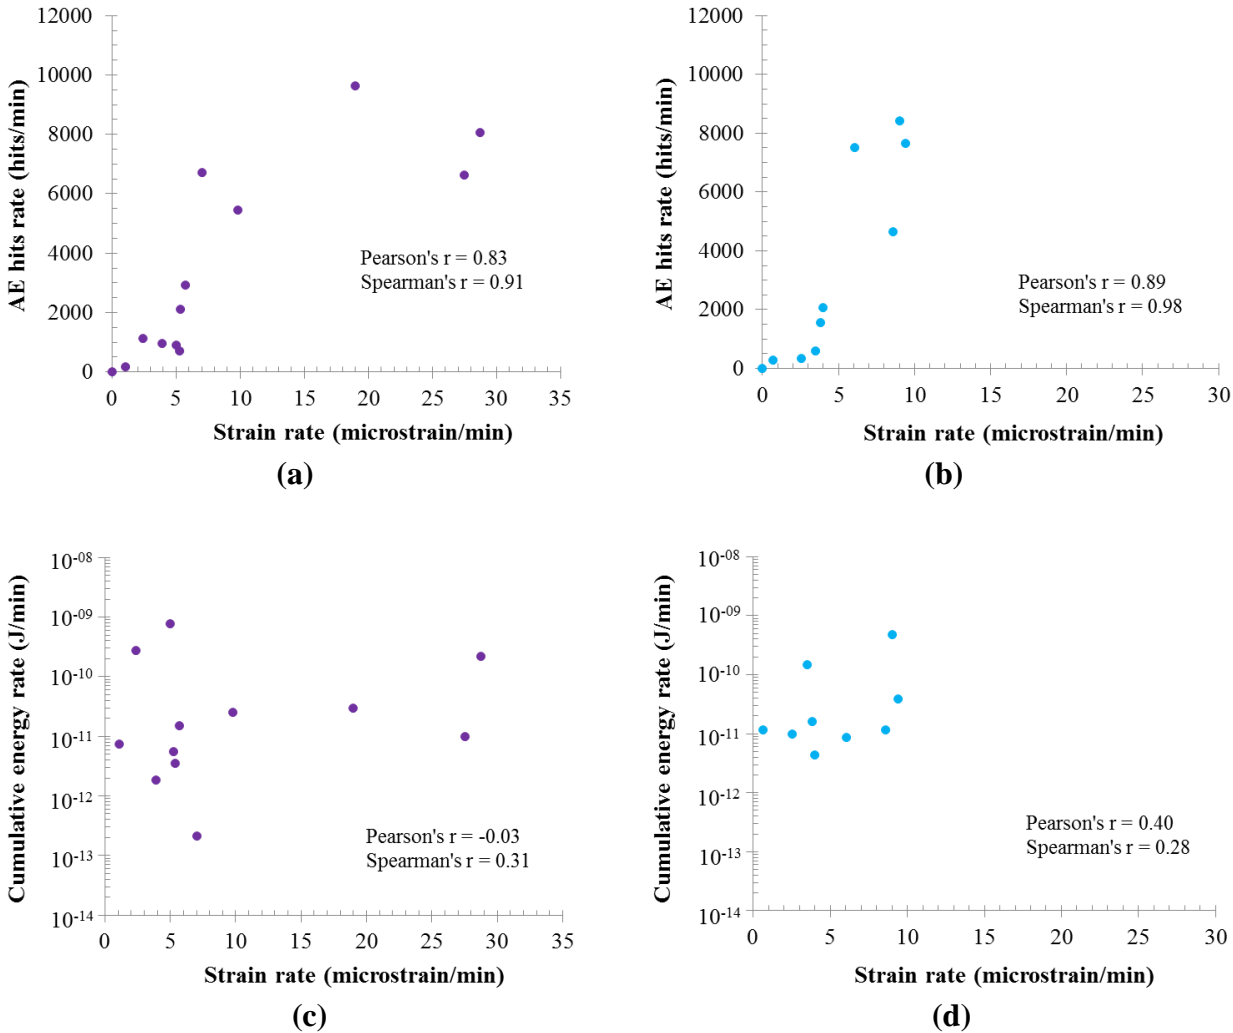 AE hits rate (hits/min)
12000
10000
8000
6000
4000
2000
0
0 5 10 15 20 25 30 35
Pearson's r = 0.83
Spearman's r = 0.91
Strain rate (microstrain/min)
(a)
AE hits rate (hits/min)
12000
10000
8000
6000
4000
2000
0
0 5 10 15 20 25 30
Pearson's r = 0.89
Spearman's r = 0.98
Strain rate (microstrain/min)
(b)
Cumulative energy rate (J/min)
10-08
10-09
10-10
10-11
10-12
10-13
10-14
0 5 10 15 20 25 30 35
Pearson's r = -0.03
Spearman's r = 0.31
Strain rate (microstrain/min)
(c)
Cumulative energy rate (J/min)
10-08
10-09
10-10
10-11
10-12
10-13
10-14
0 5 10 15 20 25 30
Pearson's r = 0.40
Spearman's r = 0.28
Strain rate (microstrain/min)
(d)